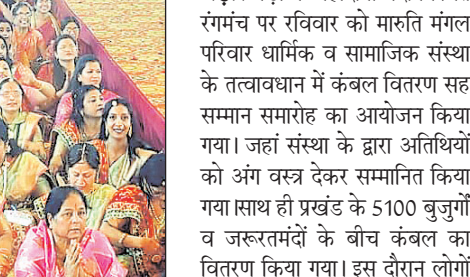 रंगमंच पर रविवार को मारुति मंगल
परिवार धार्मिक व सामाजिक संस्था
के तत्वावधान में कंबल वितरण सह
सम्मान समारोह का आयोजन किया
गया। जहां संस्था के द्वारा अतिथियों
को अंग वस्त्र देकर सम्मानित किया
गया।साथ ही प्रखंड के 5100 बुजुर्गों
व जरूरतमंदों के बीच कंबल का
वितरण किया गया। इस दौरान लोगों